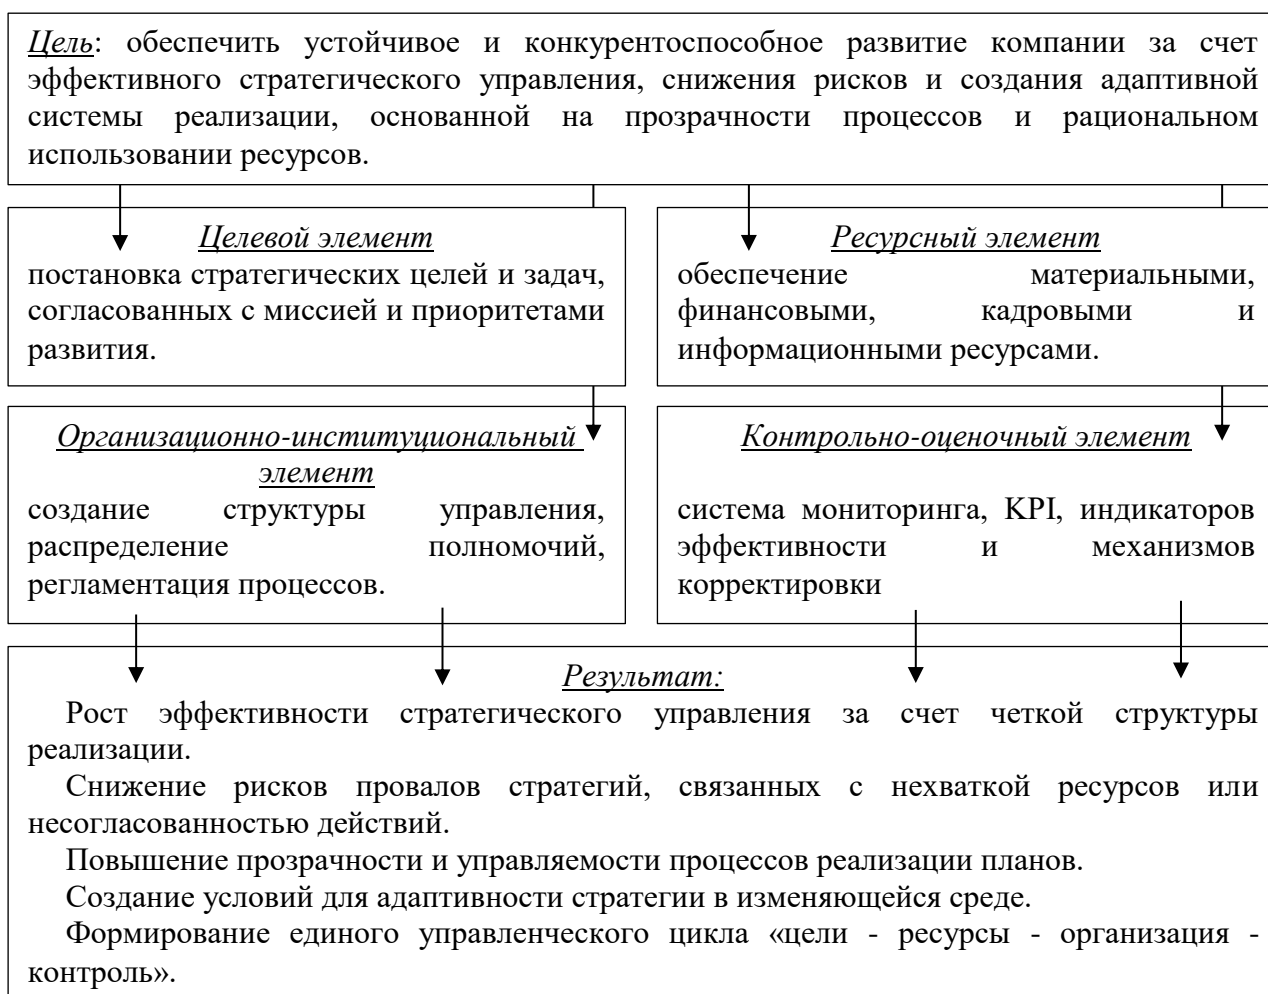 Цель: обеспечить устойчивое и конкурентоспособное развитие компании за счет
эффективного стратегического управления, снижения рисков и создания адаптивной
системы реализации, основанной на прозрачности процессов и рациональном
использовании ресурсов.
Целевой элемент
постановка стратегических целей и задач,
согласованных с миссией и приоритетами
развития.
Ресурсный элемент
обеспечение материальными,
финансовыми, кадровыми и
информационными ресурсами.
Организационно-институциональный
элемент
создание структуры управления,
распределение полномочий,
регламентация процессов.
Контрольно-оценочный элемент
система мониторинга, KPI, индикаторов
эффективности и механизмов
корректировки
Результат:
Рост эффективности стратегического управления за счет четкой структуры
реализации.
Снижение рисков провалов стратегий, связанных с нехваткой ресурсов или
несогласованностью действий.
Повышение прозрачности и управляемости процессов реализации планов.
Создание условий для адаптивности стратегии в изменяющейся среде.
Формирование единого управленческого цикла «цели - ресурсы - организация -
контроль».